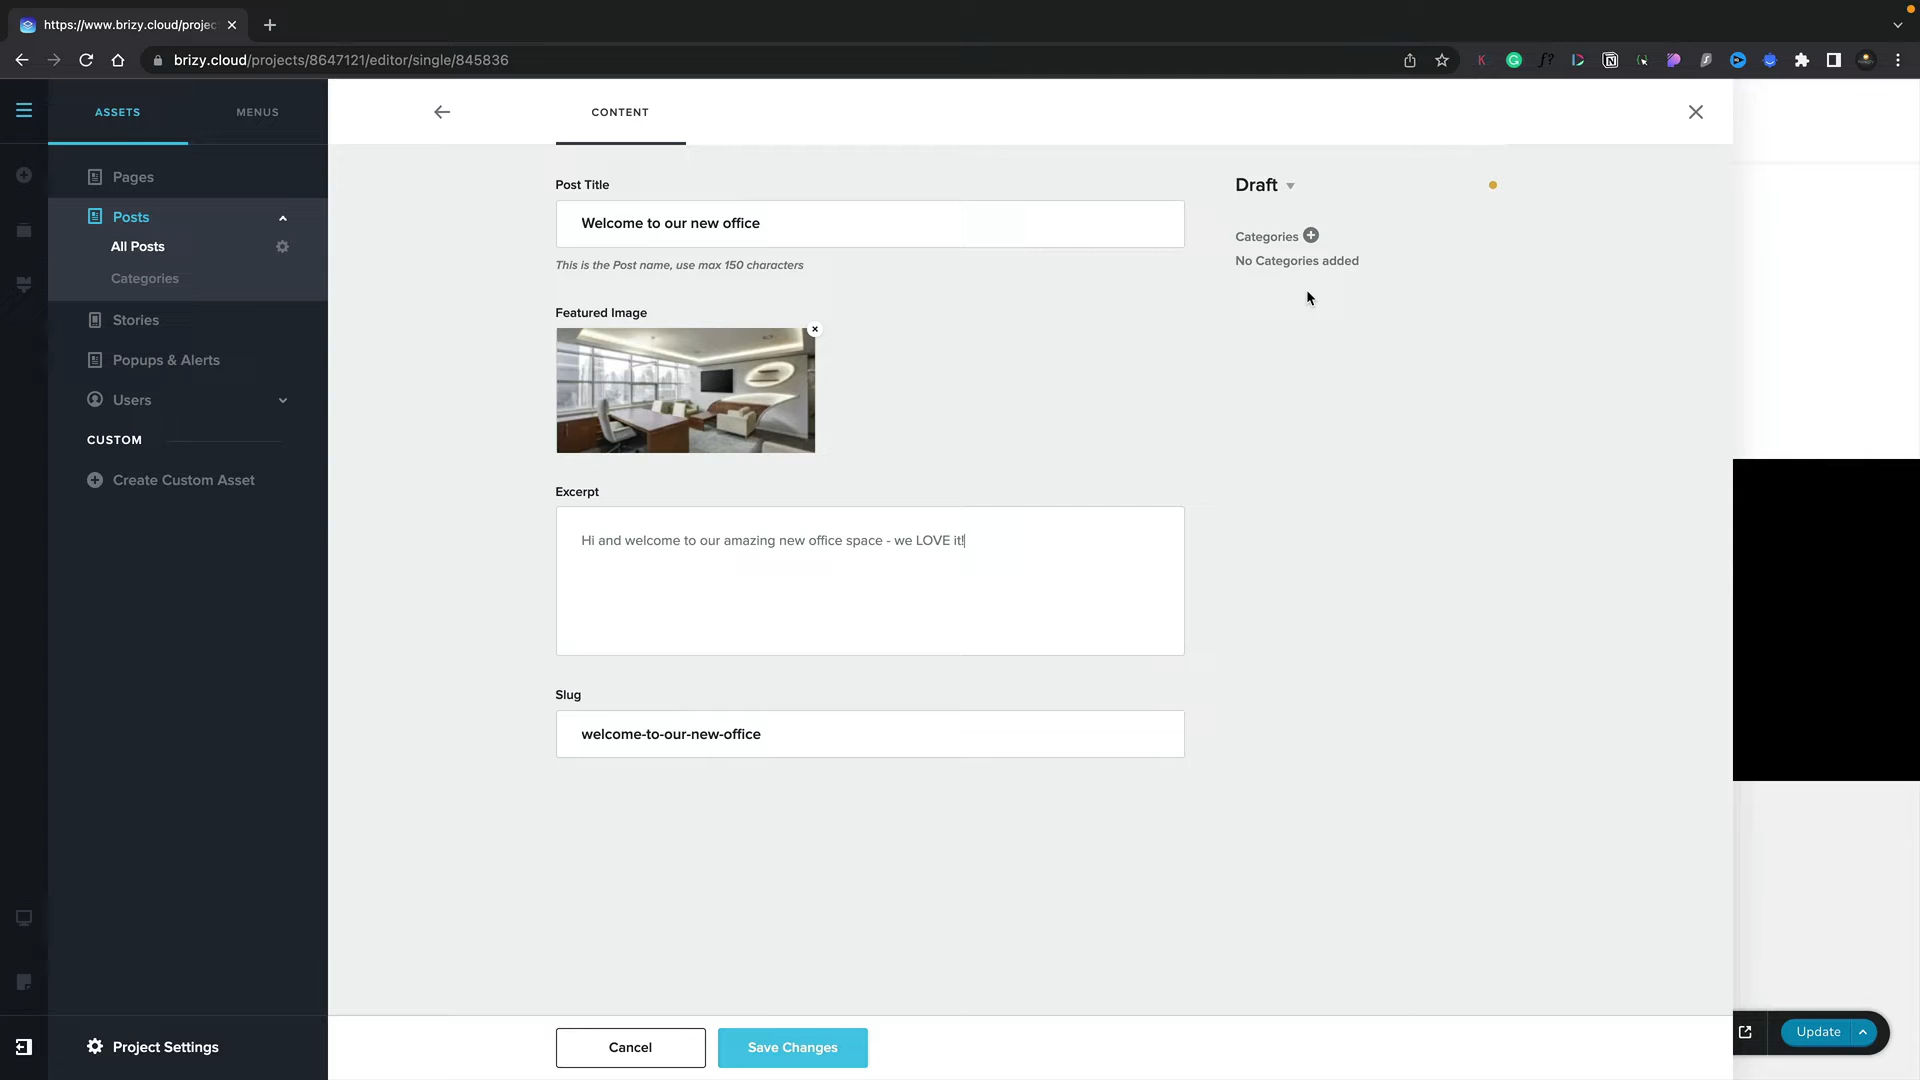 https://www.brizy.cloud/projec
brizy.cloud/projects/8647121/editor/single/845836
ASSETS
MENUS
CONTENT
Pages
Posts
All Posts
Categories
Stories
Popups & Alerts
Users
CUSTOM
Create Custom Asset
Project Settings
Post Title
Welcome to our new office
This is the Post name, use max 150 characters
Featured Image
Excerpt
Hi and welcome to our amazing new office space - we LOVE it!
Slug
welcome-to-our-new-office
Draft
Categories
No Categories added
Cancel
Save Changes
Update